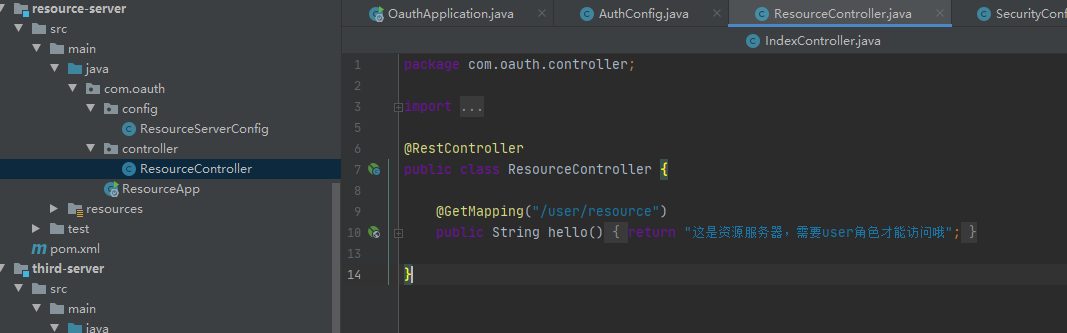 resource-server
src
main
java
com.oauth
config
ResourceServerConfig
controller
ResourceController
ResourceApp
resources
test
pom.xml
third-server
src
main
java
OauthApplication.java
AuthConfig.java
ResourceController.java
SecurityConf
IndexController.java
1 package com.oauth.controller;
2
3 import ...
5
6 @RestController
7 public class ResourceController {
8
9 @GetMapping("/user/resource")
10 public String hello() { return "这是资源服务器，需要user角色才能访问哦"; }
13
14 }